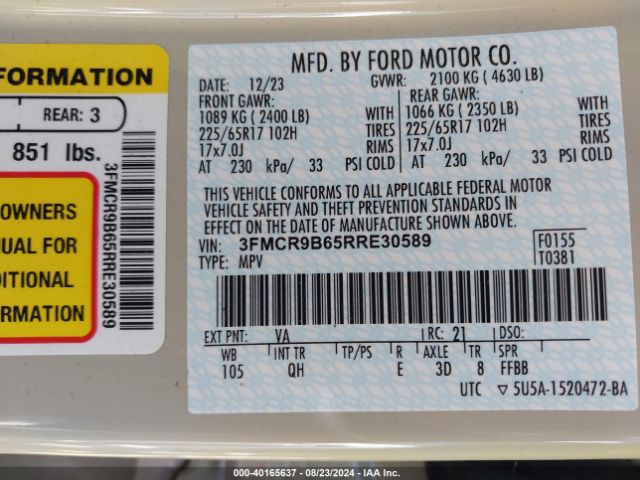 FORMATION
REAR: 3
851 lbs.
OWNERS
UAL FOR
DITIONAL
ORMATION
3FMCR9B65RRE30589
MFD. BY FORD MOTOR CO.
DATE: 12/23 GVWR: 2100 KG ( 4630 LB)
FRONT GAWR: REAR GAWR:
1089 KG ( 2400 LB) WITH 1066 KG ( 2350 LB) WITH
225/65R17 102H TIRES 225/65R17 102H TIRES
17x7.0J RIMS 17x7.0J RIMS
AT 230 kPa/ 33 PSI COLD AT 230 kPa/ 33 PSI COLD
THIS VEHICLE CONFORMS TO ALL APPLICABLE FEDERAL MOTOR
VEHICLE SAFETY AND THEFT PREVENTION STANDARDS IN
EFFECT ON THE DATE OF MANUFACTURE SHOWN ABOVE.
VIN: 3FMCR9B65RRE30589 F0155
TYPE: MPV T0381
EXT PNT: VA RC: 21 DSO:
WB INT TR TP/PS R AXLE TR SPR
105 QH E 3D 8 FFBB
UTC ▽ 5U5A-1520472-BA
© - 40165637 - 08/23/2024 - IAA Inc.